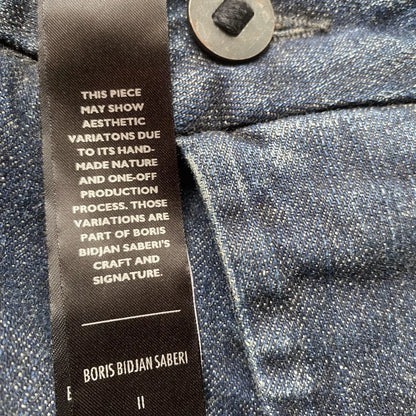 THIS PIECE
MAY SHOW
AESTHETIC
VARIATONS DUE
TO ITS HAND-
MADE NATURE
AND ONE-OFF
PRODUCTION
PROCESS. THOSE
VARIATIONS ARE
PART OF BORIS
BIDJAN SABERI'S
CRAFT AND
SIGNATURE.
BORIS BIDJAN SABERI
II